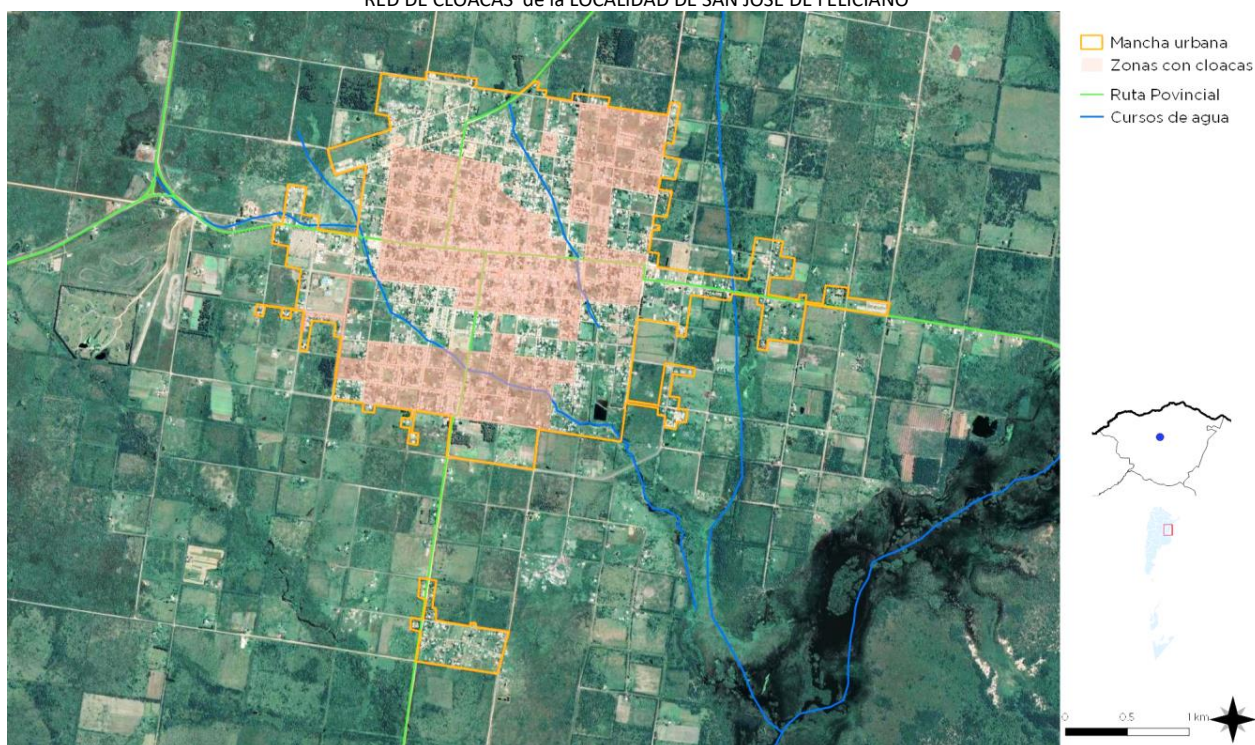 RED DE CLOACAS de la LOCALIDAD DE SAN JOSE DE FELICIANO
Mancha urbana
Zonas con cloacas
Ruta Povincial
Cursos de agua
0 0.5 1 km